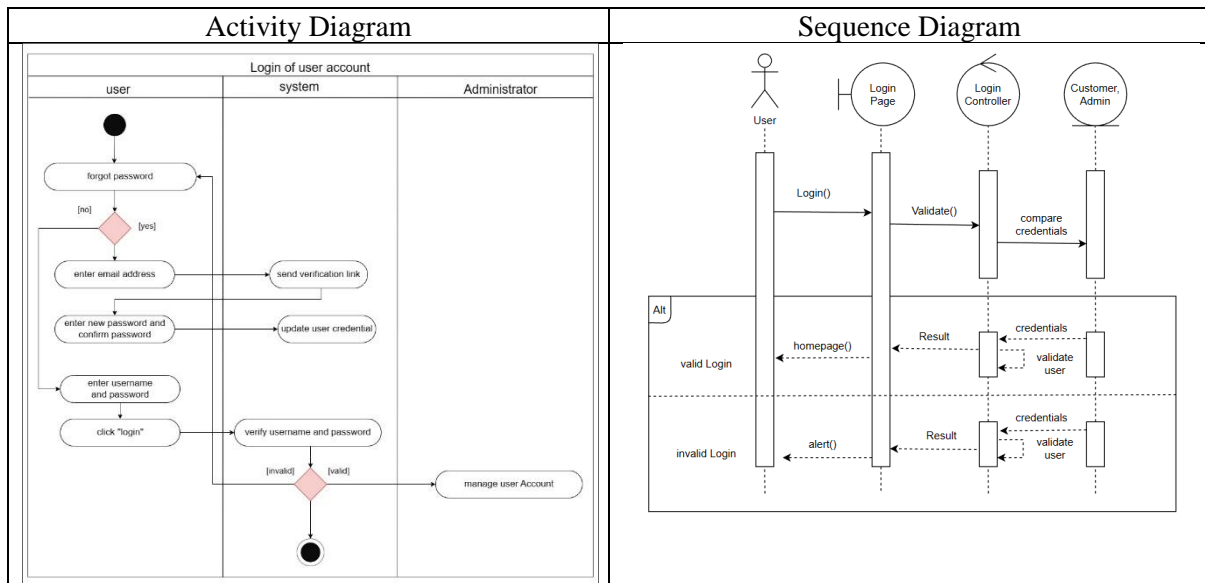 Activity Diagram
Login of user account
user
system
Administrator
forgot password
[no]
[yes]
enter email address
send verification link
enter new password and
confirm password
update user credential
enter username
and password
click "login"
verify username and password
[invalid]
[valid]
manage user Account
Sequence Diagram
User
Login
Page
Login
Controller
Customer,
Admin
Login()
Validate()
compare
credentials
Alt
valid Login
homepage()
Result
credentials
validate
user
invalid Login
alert()
Result
credentials
validate
user